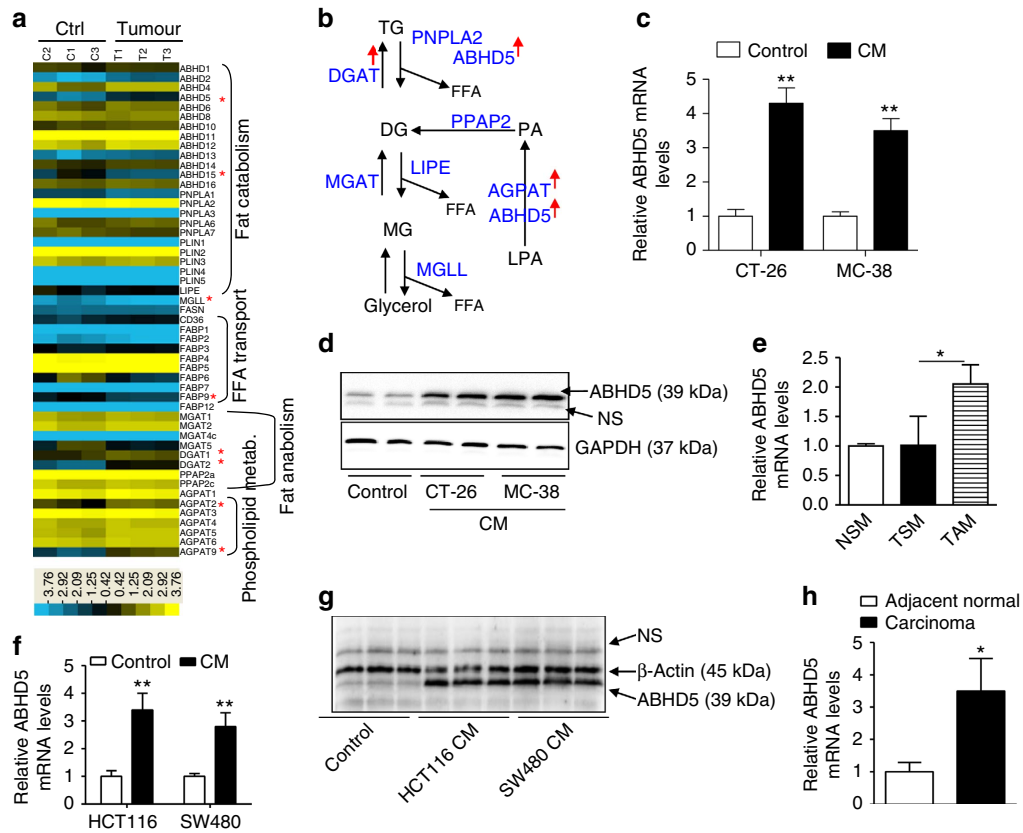 a
Ctrl Tumour
C2 C1 C3 T1 T2 T3
ABHD1
ABHD2
ABHD4
ABHD5 *
ABHD6
ABHD8
ABHD10
ABHD11
ABHD12
ABHD13
ABHD14
ABHD15 *
ABHD16
PNPLA1
PNPLA2
PNPLA3
PNPLA6
PNPLA7
PLIN1
PLIN2
PLIN3
PLIN4
PLIN5
LIPE
MGLL *
FASN
CD36
FABP1
FABP2
FABP3
FABP4
FABP5
FABP6
FABP7
FABP9 *
FABP12
MGAT1
MGAT2
MGAT4c
MGAT5
DGAT1 *
DGAT2 *
PPAP2a
PPAP2c
AGPAT1
AGPAT2 *
AGPAT3
AGPAT4
AGPAT5
AGPAT6
AGPAT9 *
Fat catabolism
FFA transport
Fat anabolism
Phospholipid metab.
3.76 2.92 2.09 1.25 0.42 1.25 2.09 2.92 3.76
b
TG
PNPLA2
ABHD5
DGAT
FFA
DG
PPAP2
PA
MGAT
LIPE
FFA
AGPAT
ABHD5
MG
LPA
MGLL
Glycerol
FFA
c
Control CM
Relative ABHD5 mRNA
levels
5
4
3
2
1
0
** **
CT-26 MC-38
d
ABHD5 (39 kDa)
NS
GAPDH (37 kDa)
Control CT-26 MC-38
CM
e
Relative ABHD5
mRNA levels
2.5
2.0
1.5
1.0
0.5
0.0
*
NSM TSM TAM
f
Control CM
Relative ABHD5
mRNA levels
5
4
3
2
1
0
** **
HCT116 SW480
g
NS
β-Actin (45 kDa)
ABHD5 (39 kDa)
Control HCT116 CM SW480 CM
h
Adjacent normal
Carcinoma
Relative ABHD5
mRNA levels
5
4
3
2
1
0
*